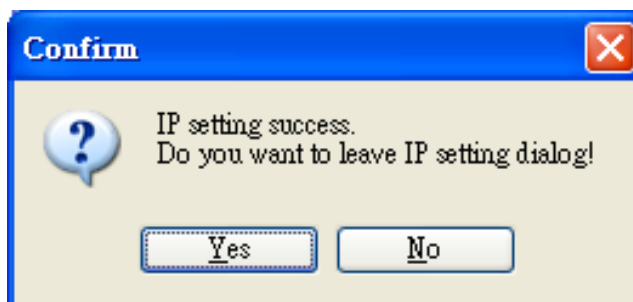 Confirm
IP setting success.
Do you want to leave IP setting dialog!
Yes No